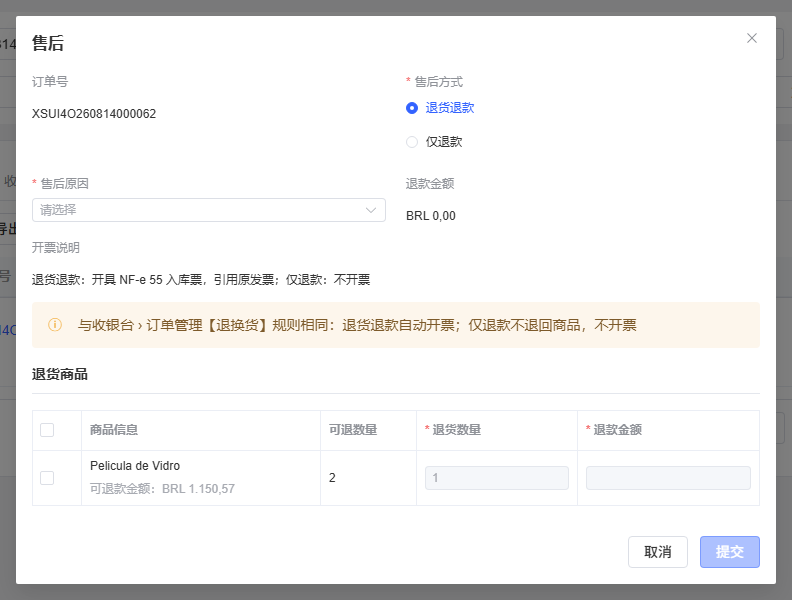 售后
订单号
* 售后方式
XSUI4O260814000062
退货退款
仅退款
* 售后原因
退款金额
请选择
BRL 0,00
开票说明
退货退款：开具 NF-e 55 入库票，引用原发票；仅退款：不开票
与收银台 › 订单管理【退换货】规则相同：退货退款自动开票；仅退款不退回商品，不开票
退货商品
商品信息
可退数量
* 退货数量
* 退款金额
Pelicula de Vidro
可退款金额：BRL 1.150,57
2
1
取消
提交